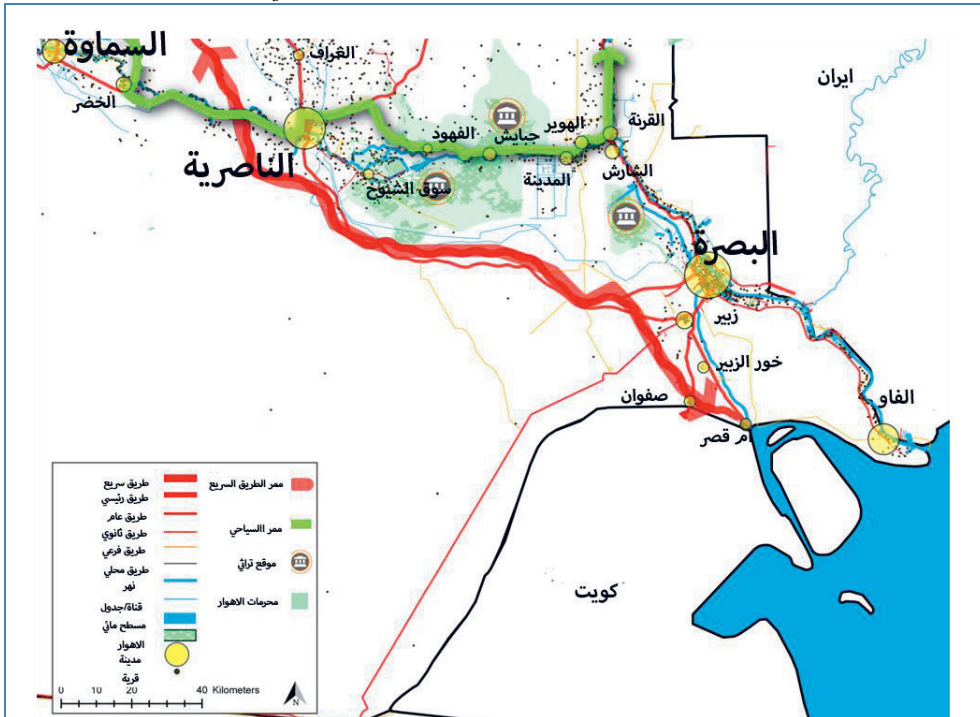 السماوة
الغراف
ايران
الخضر
القرنة
الهوير
جبايش
الفهود
الناصرية
سوق الشيوخ
المدينة
الشارش
البصرة
زبير
خور الزبير
صفوان
الفاو
ام قصر
كويت
طريق سريع
ممر الطريق السريع
طريق رئيسي
طريق عام
ممر االسياحي
طريق ثانوي
طريق فرعي
موقع تراثي
طريق محلي
نهر
محرمات الاهوار
قناة/جدول
مسطح مائي
الاهوار
مدينة
قرية
0 20 40 Kilometers
N